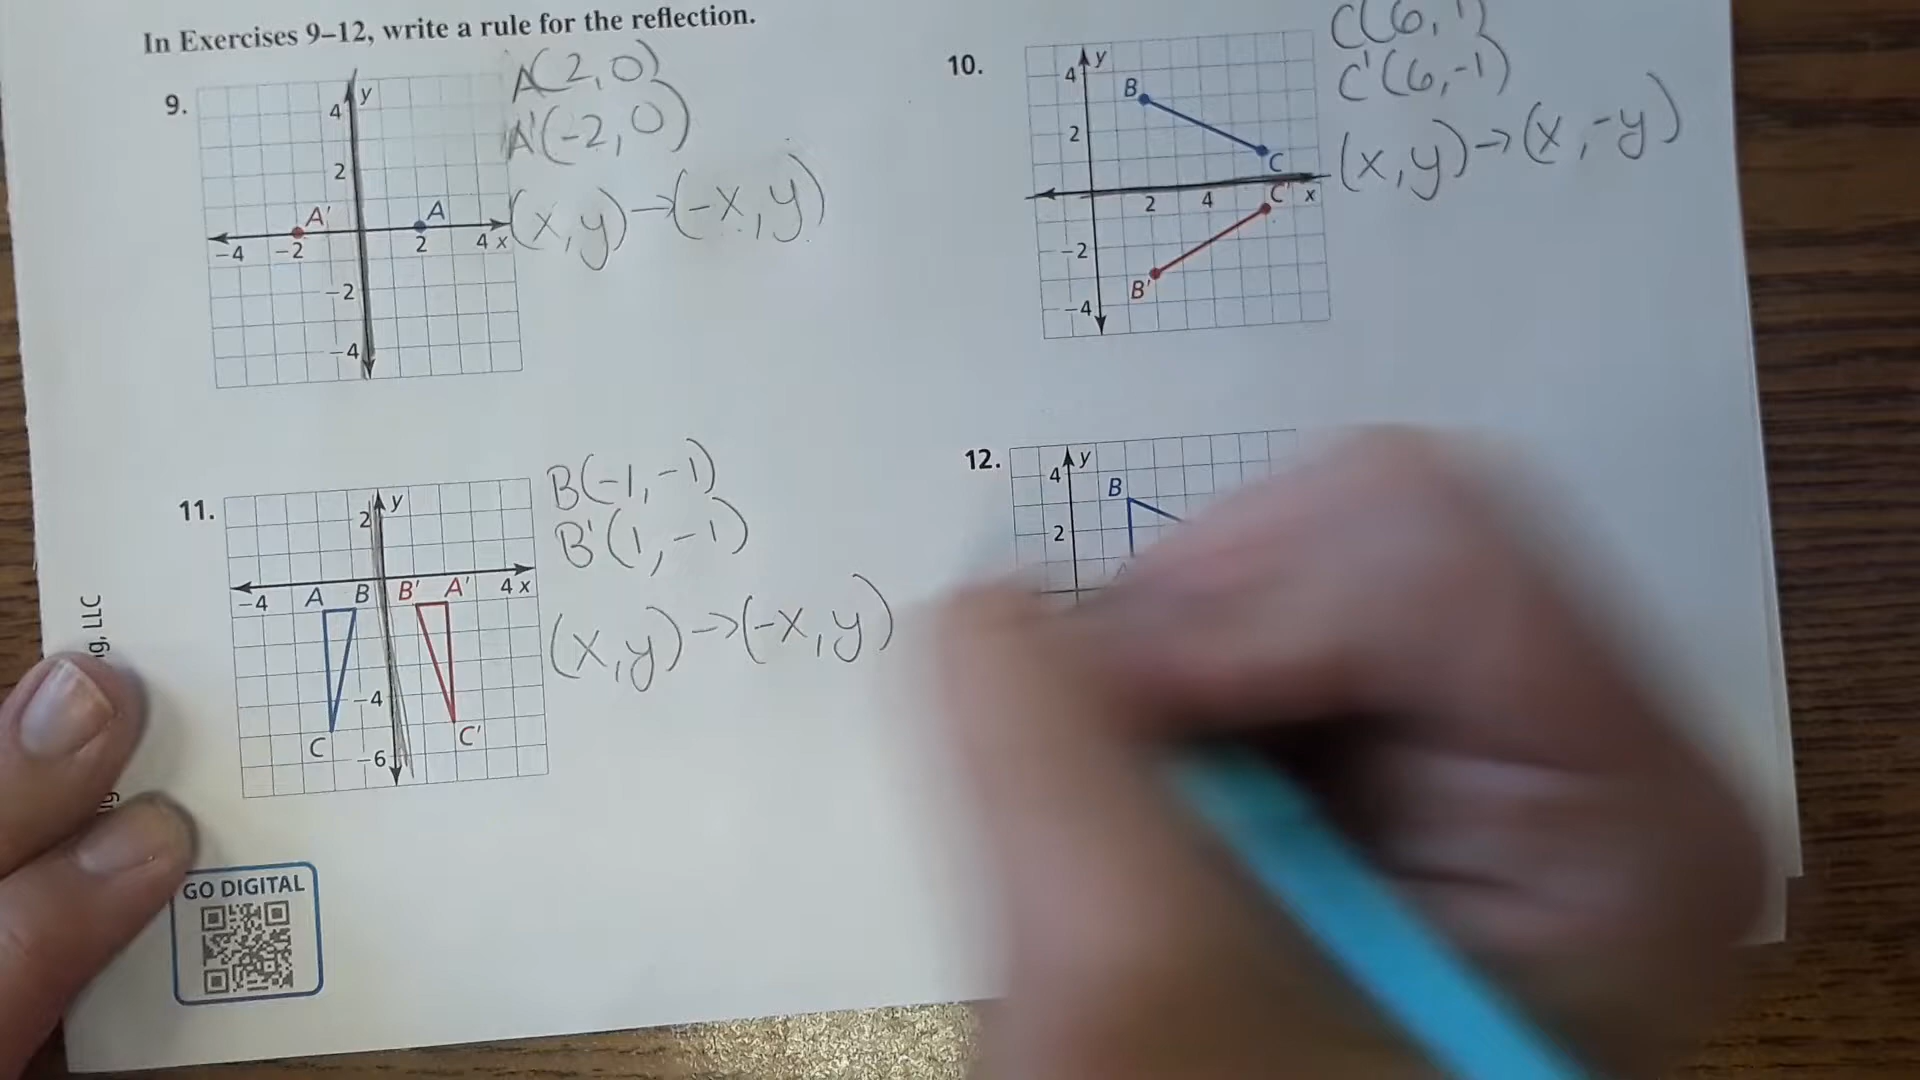 In Exercises 9–12, write a rule for the reflection.
9.
y
4
2
A'
A
−4
−2
2
4 x
−2
−4
A(2,0)
A'(-2,0)
(x,y)→(-x,y)
10.
y
4
B
2
C
C'
2
4
x
−2
B'
−4
C(6,1)
C'(6,-1)
(x,y)→(x,-y)
11.
y
2
−4
A
B
B'
A'
4 x
−4
C
C'
−6
B(-1,-1)
B'(1,-1)
(x,y)→(-x,y)
12.
y
4
B
2
ng, LLC
GO DIGITAL